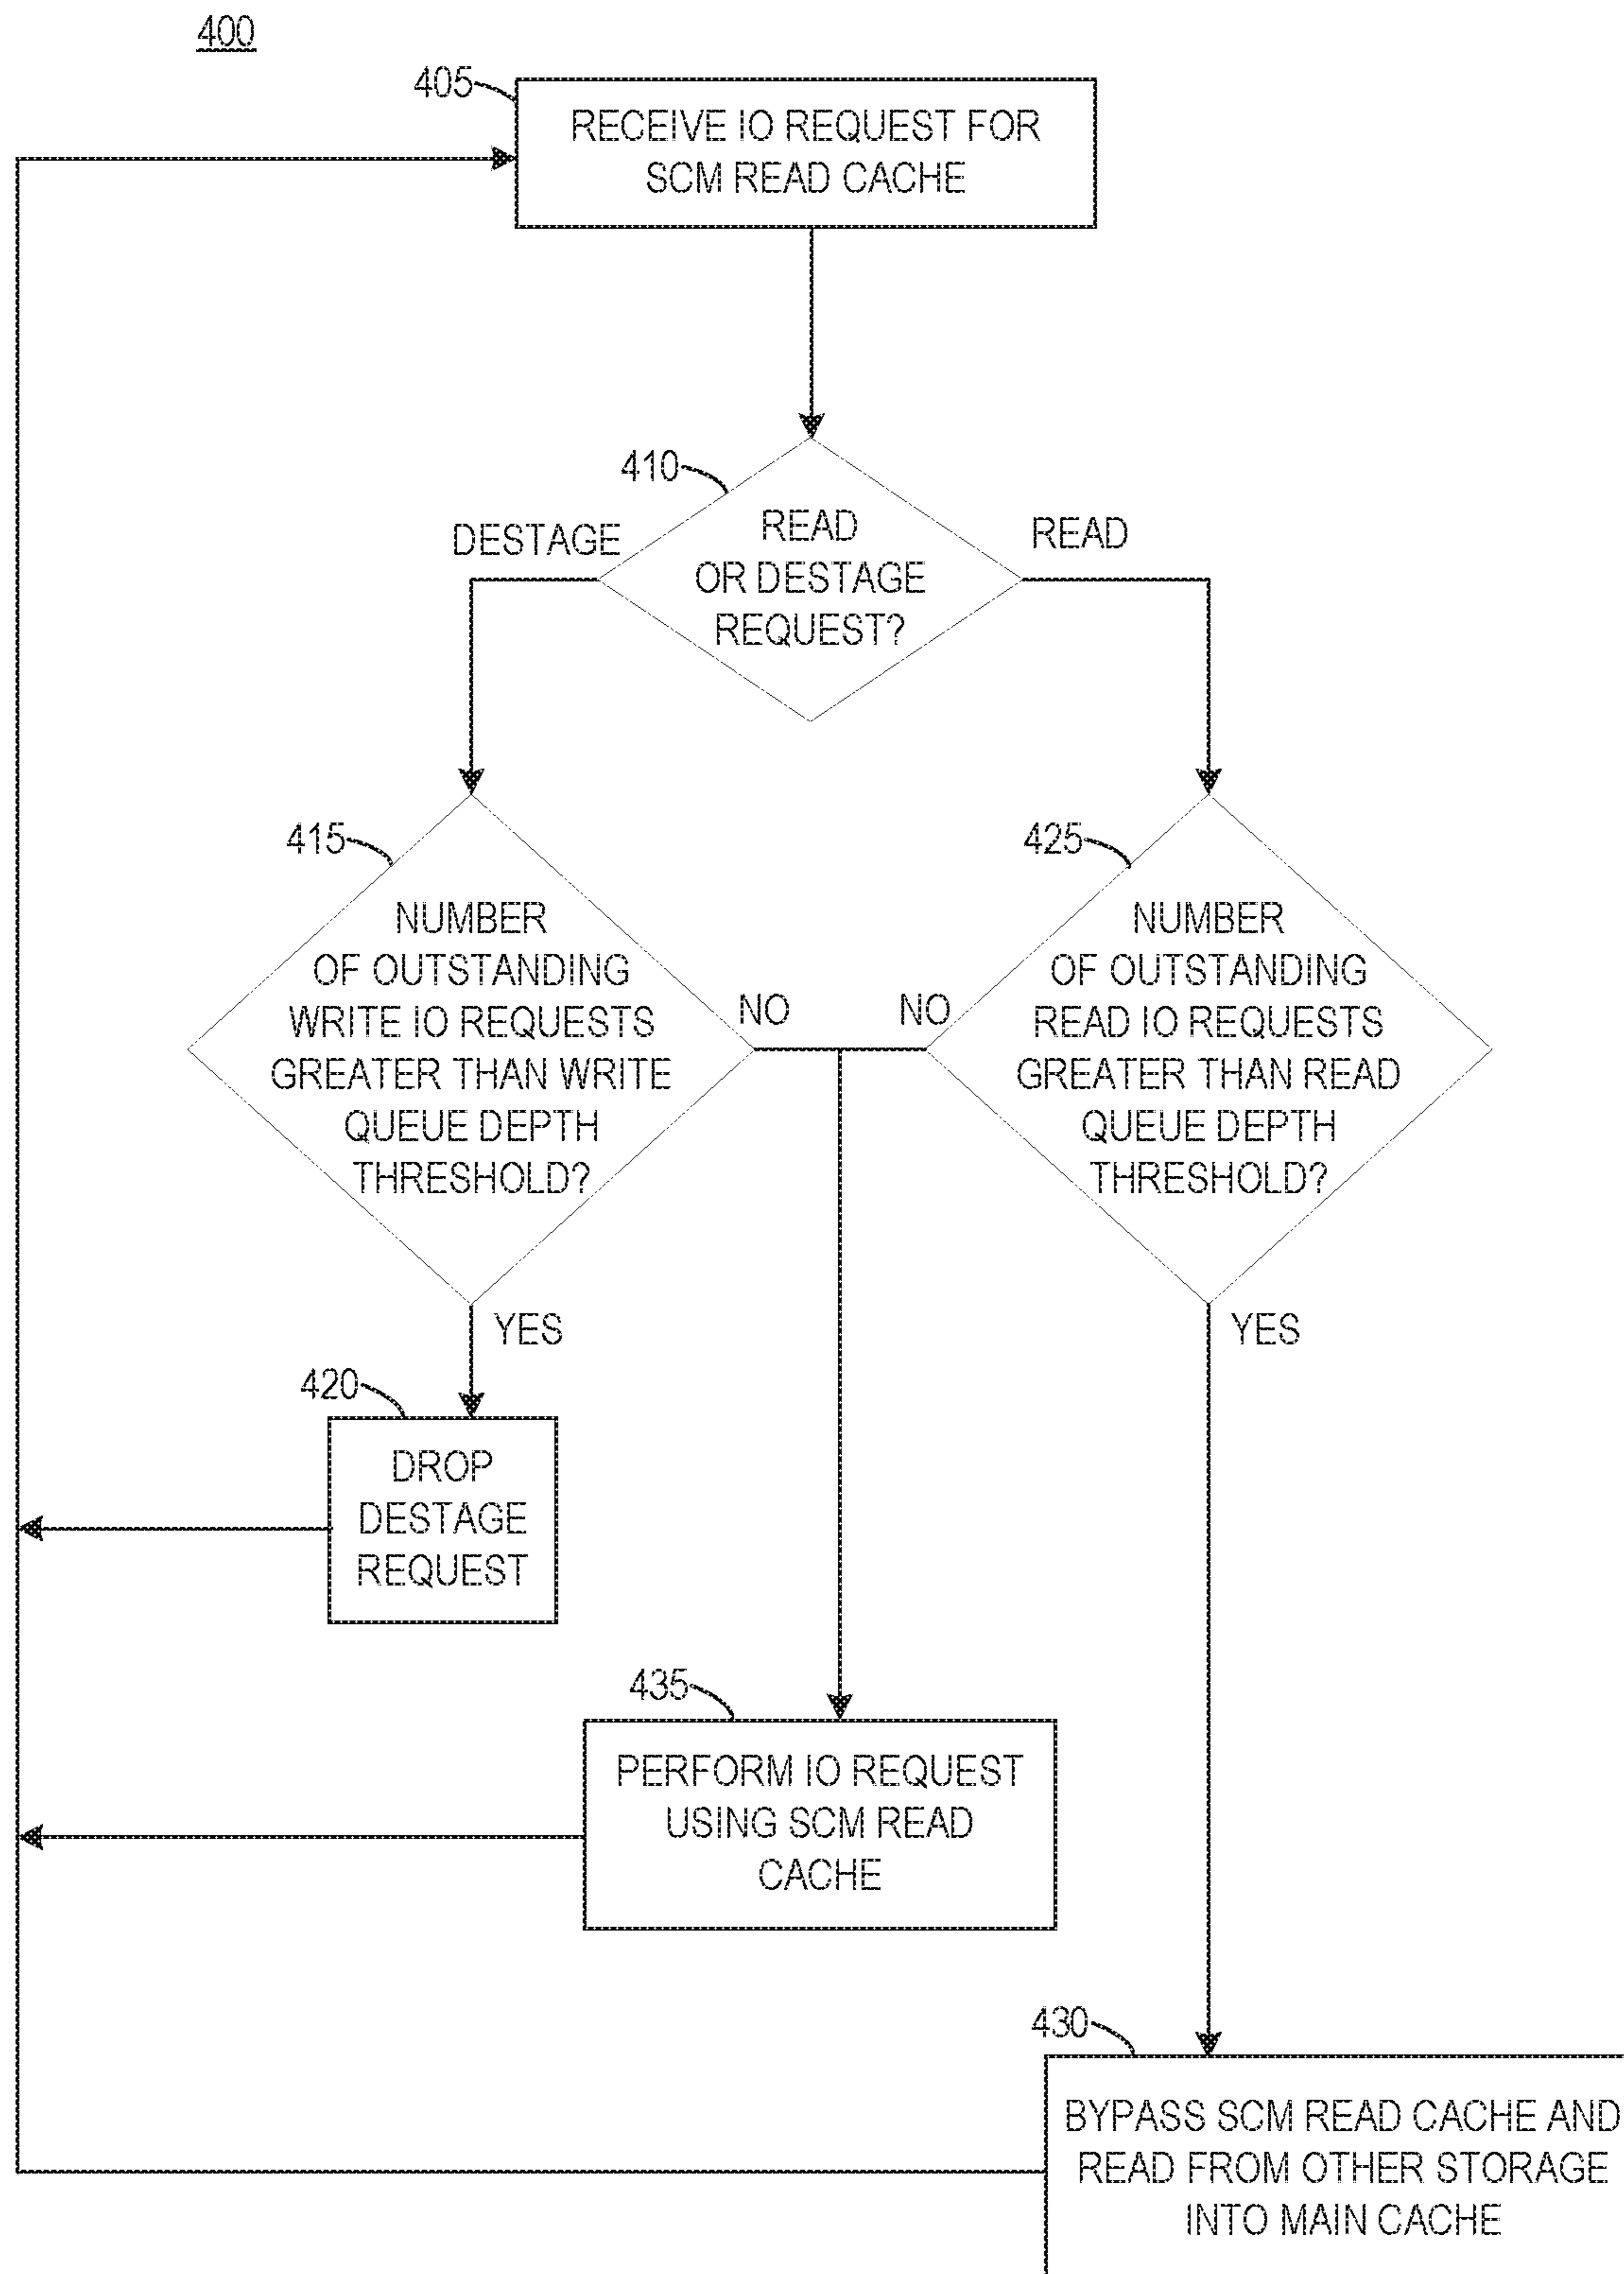 400
405
RECEIVE IO REQUEST FOR
SCM READ CACHE
410
DESTAGE
READ
OR DESTAGE
REQUEST?
READ
415
NUMBER
OF OUTSTANDING
WRITE IO REQUESTS
GREATER THAN WRITE
QUEUE DEPTH
THRESHOLD?
NO
YES
425
NUMBER
OF OUTSTANDING
READ IO REQUESTS
GREATER THAN READ
QUEUE DEPTH
THRESHOLD?
NO
YES
420
DROP
DESTAGE
REQUEST
435
PERFORM IO REQUEST
USING SCM READ
CACHE
430
BYPASS SCM READ CACHE AND
READ FROM OTHER STORAGE
INTO MAIN CACHE